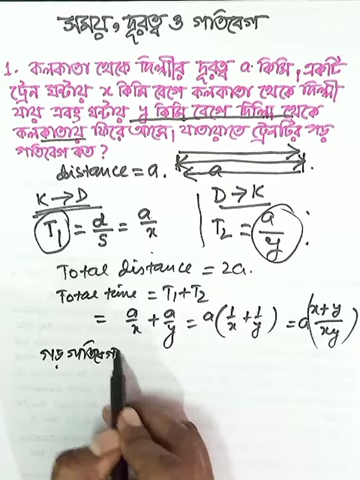 সময়, দূরত্ব ও গতিবেগ
1. কলকাতা থেকে দিল্লীর দূরত্ব a কিমি, একটি
ট্রেন ঘন্টায় x কিমি বেগে কলকাতা থেকে দিল্লী
যায় এবং ঘন্টায় y কিমি বেগে দিল্লি থেকে
কলকাতায় ফিরে আসে। যাতায়াতে ট্রেনটির গড়
গতিবেগ কত?
distance = a.
a
K → D
D → K
T₁ = d/s = a/x
T₂ = a/y
Total distance = 2a.
Total time = T₁+T₂
= a/x + a/y = a(1/x + 1/y) = a(x+y/xy)
গড় গতিবেগ